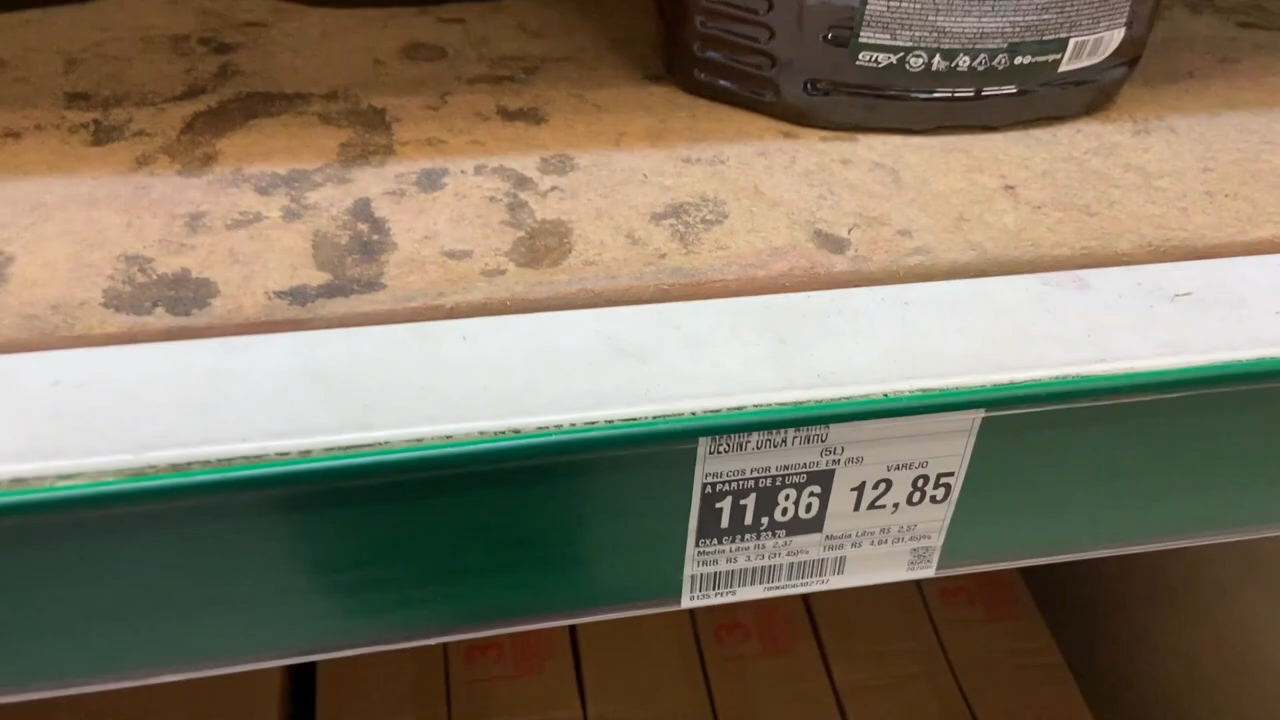 GTEX
DESINF.URCA PINHO
(5L)
PRECOS POR UNIDADE EM (R$)
A PARTIR DE 2 UND
VAREJO
11,86
12,85
CXA C/ 2 R$ 23,70
Media Litro R$ 2,37
Media Litro R$ 2,57
TRIB: R$ 3,73 (31,45)%
TRIB: R$ 4,04 (31,45)%
0135/PEPS